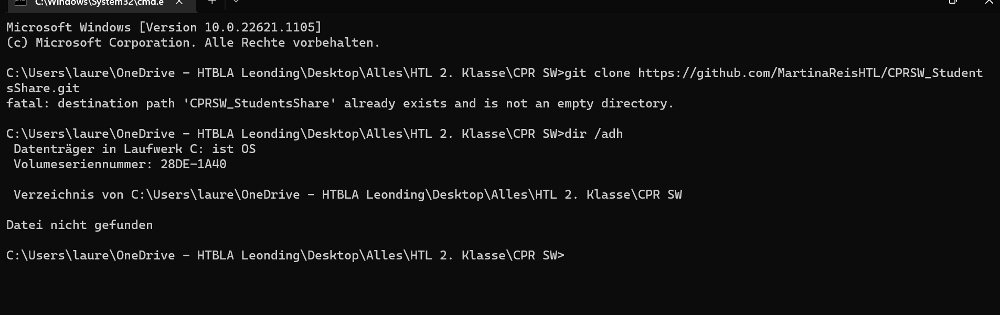 C:\Windows\System32\cmd.e
Microsoft Windows [Version 10.0.22621.1105]
(c) Microsoft Corporation. Alle Rechte vorbehalten.
C:\Users\laure\OneDrive - HTBLA Leonding\Desktop\Alles\HTL 2. Klasse\CPR SW>git clone https://github.com/MartinaReisHTL/CPRSW_Student
sShare.git
fatal: destination path 'CPRSW_StudentsShare' already exists and is not an empty directory.
C:\Users\laure\OneDrive - HTBLA Leonding\Desktop\Alles\HTL 2. Klasse\CPR SW>dir /adh
Datenträger in Laufwerk C: ist OS
Volumeseriennummer: 28DE-1A40
Verzeichnis von C:\Users\laure\OneDrive - HTBLA Leonding\Desktop\Alles\HTL 2. Klasse\CPR SW
Datei nicht gefunden
C:\Users\laure\OneDrive - HTBLA Leonding\Desktop\Alles\HTL 2. Klasse\CPR SW>